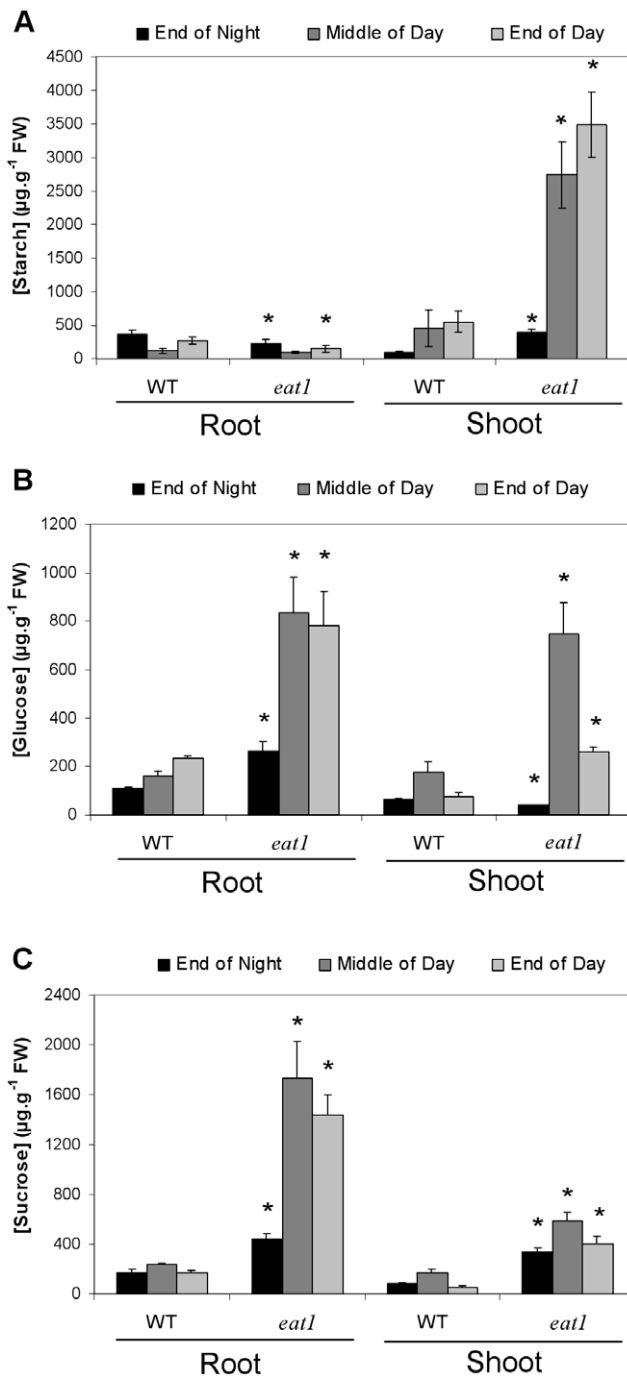 A
End of Night Middle of Day End of Day
4500
4000
3500
3000
2500
2000
1500
1000
500
0
[Starch] (µg.g⁻¹ FW)
* * * * *
WT eat1 WT eat1
Root Shoot
B
End of Night Middle of Day End of Day
1200
1000
800
600
400
200
0
[Glucose] (µg.g⁻¹ FW)
* * * * * *
WT eat1 WT eat1
Root Shoot
C
End of Night Middle of Day End of Day
2400
2000
1600
1200
800
400
0
[Sucrose] (µg.g⁻¹ FW)
* * * * * *
WT eat1 WT eat1
Root Shoot